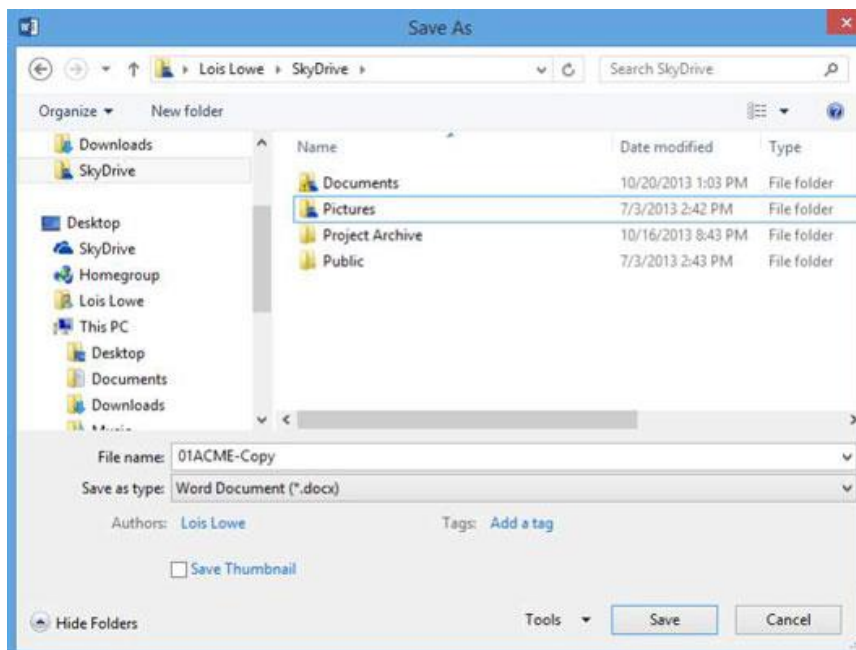 Save As
Lois Lowe SkyDrive Search SkyDrive
Organize New folder
Downloads
SkyDrive
Desktop
SkyDrive
Homegroup
Lois Lowe
This PC
Desktop
Documents
Downloads
Name Date modified Type
Documents 10/20/2013 1:03 PM File folder
Pictures 7/3/2013 2:42 PM File folder
Project Archive 10/16/2013 8:43 PM File folder
Public 7/3/2013 2:43 PM File folder
File name: 01ACME-Copy
Save as type: Word Document (*.docx)
Authors: Lois Lowe Tags: Add a tag
Save Thumbnail
Hide Folders Tools Save Cancel